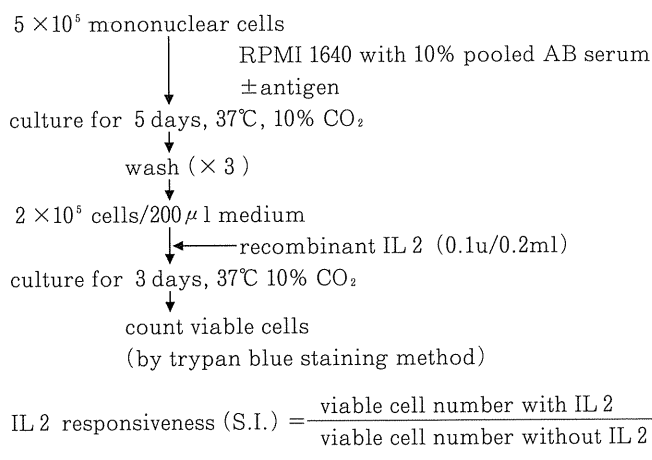 5 ×10⁵ mononuclear cells
RPMI 1640 with 10% pooled AB serum
±antigen
culture for 5 days, 37℃, 10% CO₂
wash (×3)
2 ×10⁵ cells/200μl medium
recombinant IL 2 (0.1u/0.2ml)
culture for 3 days, 37℃ 10% CO₂
count viable cells
(by trypan blue staining method)
IL 2 responsiveness (S.I.) = viable cell number with IL 2
viable cell number without IL 2